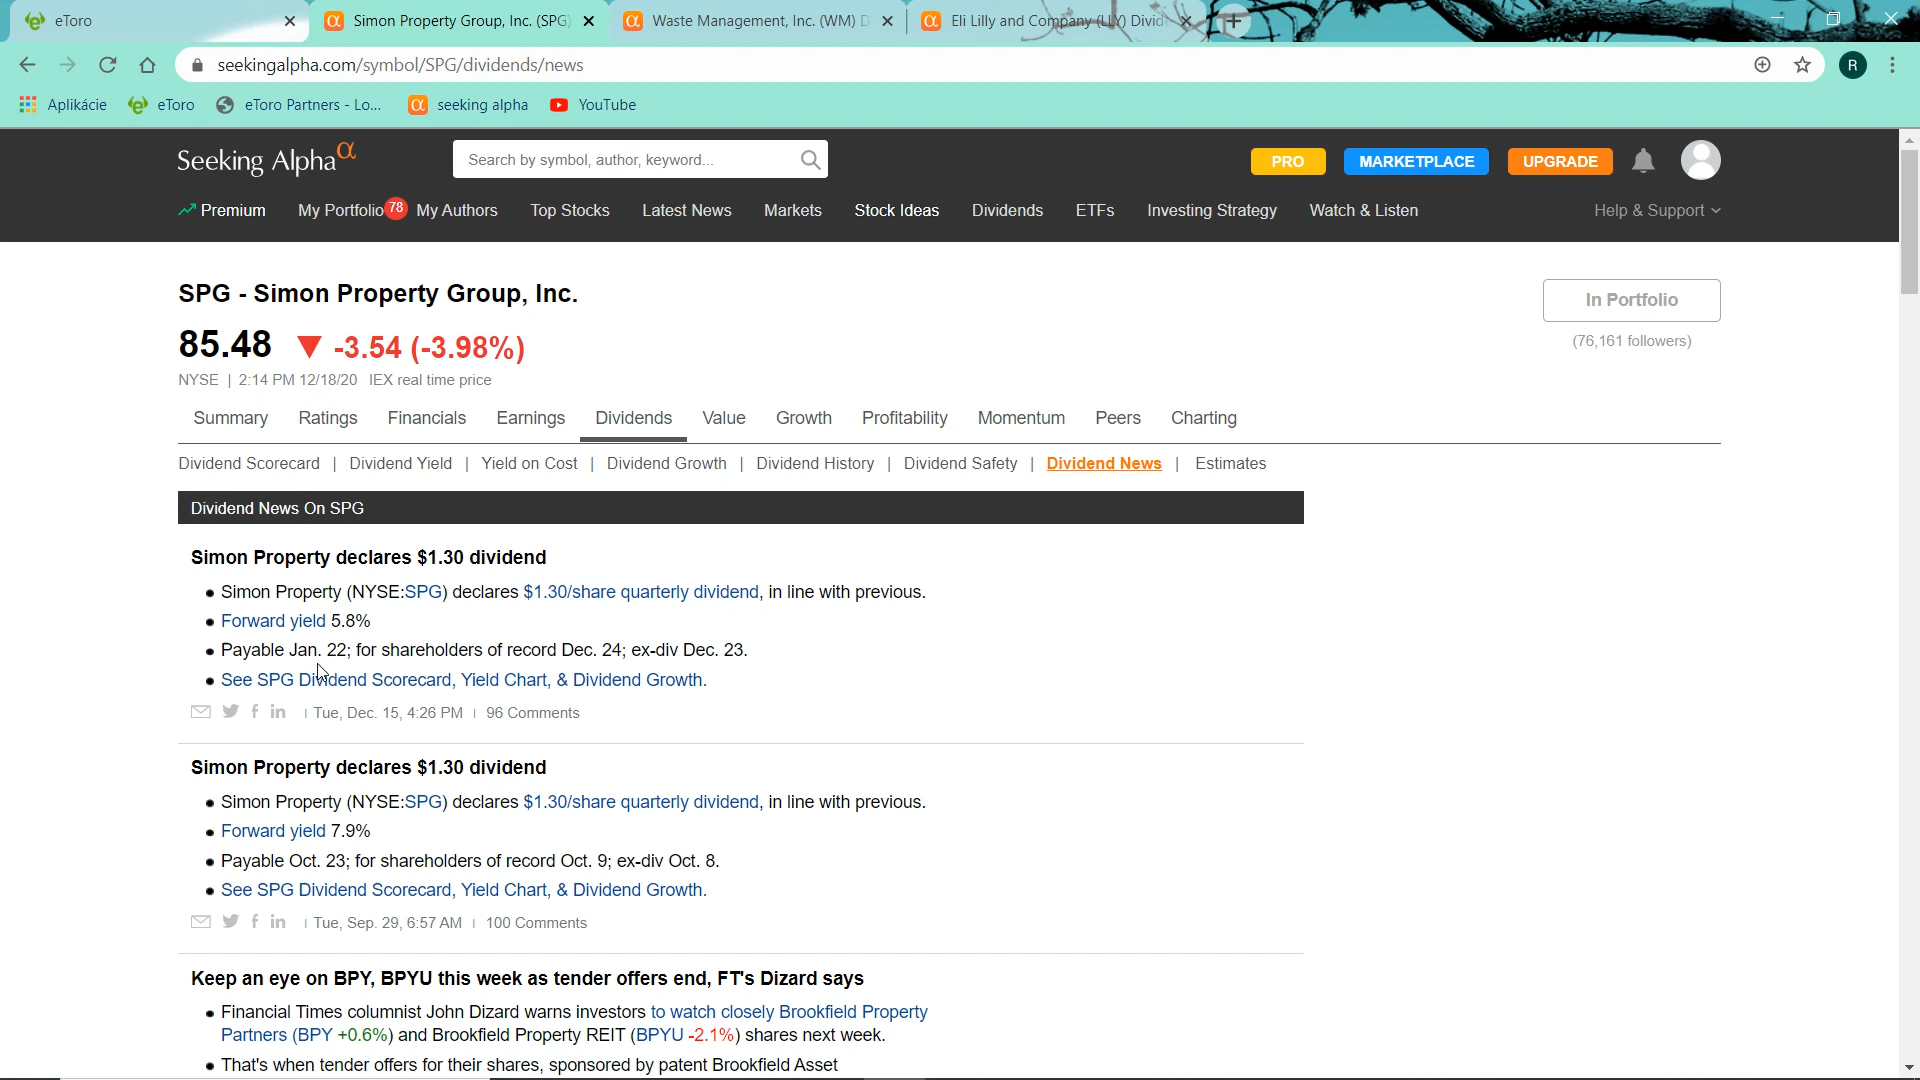 eToro
Simon Property Group, Inc. (SPG)
Waste Management, Inc. (WM) D
Eli Lilly and Company (LLY) Divide
seekingalpha.com/symbol/SPG/dividends/news
R
Aplikácie
eToro
eToro Partners - Lo...
seeking alpha
YouTube
Seeking Alpha α
Search by symbol, author, keyword...
PRO
MARKETPLACE
UPGRADE
Premium
My Portfolio 78
My Authors
Top Stocks
Latest News
Markets
Stock Ideas
Dividends
ETFs
Investing Strategy
Watch & Listen
Help & Support
SPG - Simon Property Group, Inc.
In Portfolio
85.48 ▼ -3.54 (-3.98%)
(76,161 followers)
NYSE | 2:14 PM 12/18/20 IEX real time price
Summary Ratings Financials Earnings Dividends Value Growth Profitability Momentum Peers Charting
Dividend Scorecard | Dividend Yield | Yield on Cost | Dividend Growth | Dividend History | Dividend Safety | Dividend News | Estimates
Dividend News On SPG
Simon Property declares $1.30 dividend
• Simon Property (NYSE:SPG) declares $1.30/share quarterly dividend, in line with previous.
• Forward yield 5.8%
• Payable Jan. 22; for shareholders of record Dec. 24; ex-div Dec. 23.
• See SPG Dividend Scorecard, Yield Chart, & Dividend Growth.
| Tue, Dec. 15, 4:26 PM | 96 Comments
Simon Property declares $1.30 dividend
• Simon Property (NYSE:SPG) declares $1.30/share quarterly dividend, in line with previous.
• Forward yield 7.9%
• Payable Oct. 23; for shareholders of record Oct. 9; ex-div Oct. 8.
• See SPG Dividend Scorecard, Yield Chart, & Dividend Growth.
| Tue, Sep. 29, 6:57 AM | 100 Comments
Keep an eye on BPY, BPYU this week as tender offers end, FT's Dizard says
• Financial Times columnist John Dizard warns investors to watch closely Brookfield Property
Partners (BPY +0.6%) and Brookfield Property REIT (BPYU -2.1%) shares next week.
• That's when tender offers for their shares, sponsored by patent Brookfield Asset